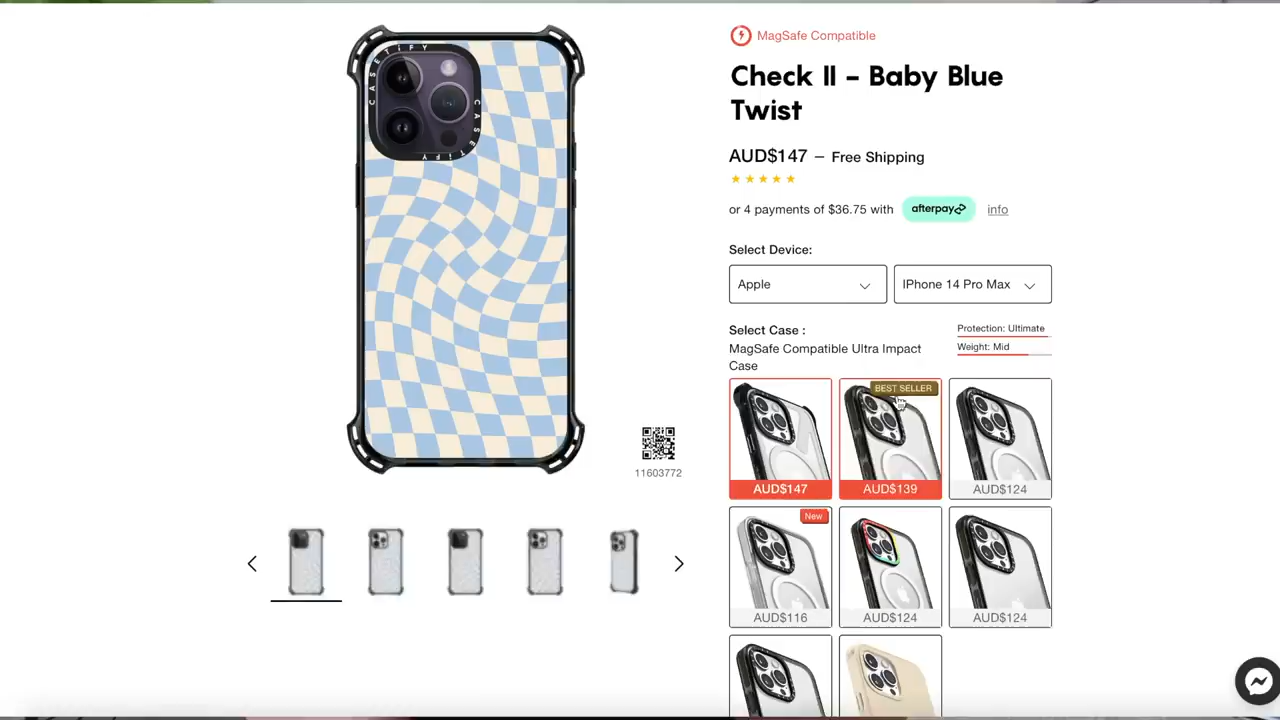 MagSafe Compatible
Check II – Baby Blue
Twist
AUD$147 – Free Shipping
or 4 payments of $36.75 with afterpay info
Select Device:
Apple
IPhone 14 Pro Max
Select Case :
MagSafe Compatible Ultra Impact
Case
Protection: Ultimate
Weight: Mid
BEST SELLER
AUD$147
AUD$139
AUD$124
New
AUD$116
AUD$124
AUD$124
CASETiFY
CASETiFY
11603772